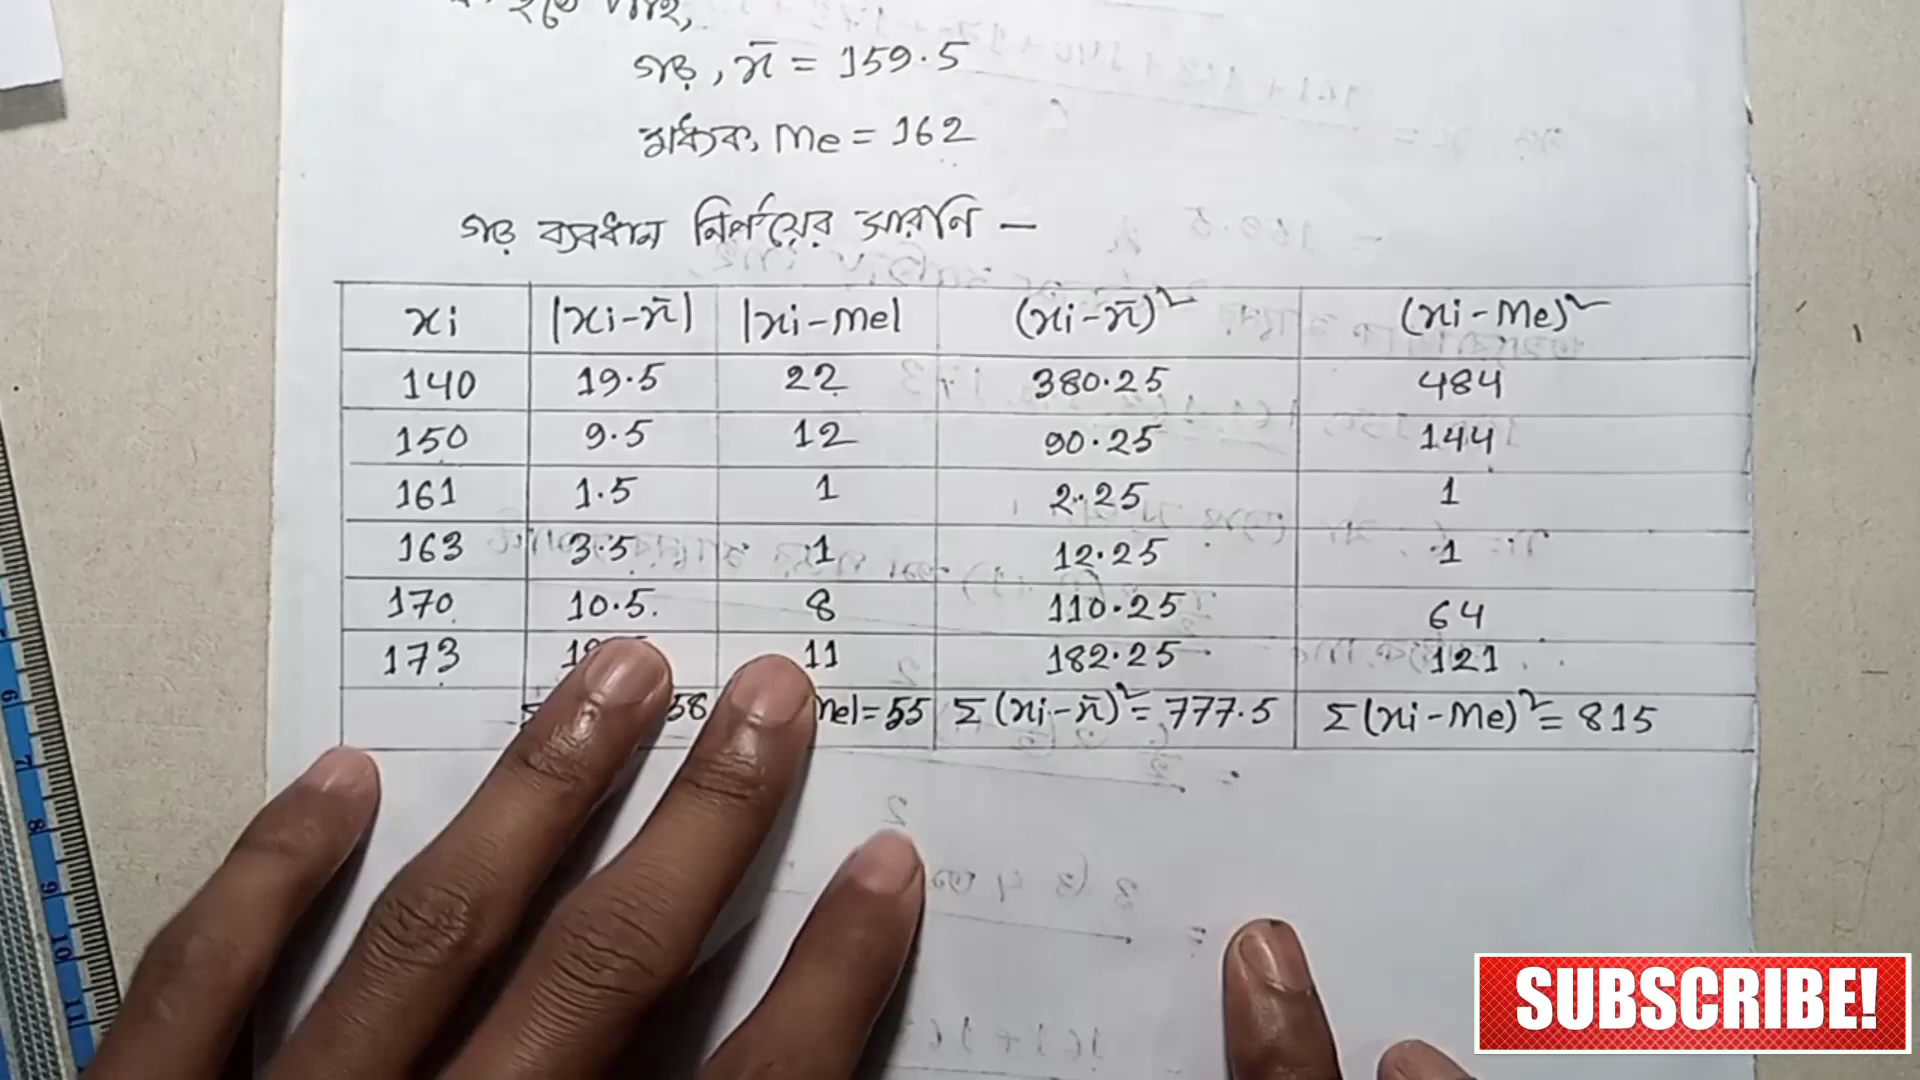 গড়, x̄ = 159.5
মধ্যক, Me = 162
গড় ব্যবধান নির্ণয়ের সারণি —
xi |xi-x̄| |xi-Me| (xi-x̄)² (xi-Me)²
140 19.5 22 380.25 484
150 9.5 12 90.25 144
161 1.5 1 2.25 1
163 3.5 1 12.25 1
170 10.5 8 110.25 64
173 11 182.25 121
58 Me|=55 Σ(xi-x̄)²=777.5 Σ(xi-Me)²=815
SUBSCRIBE!